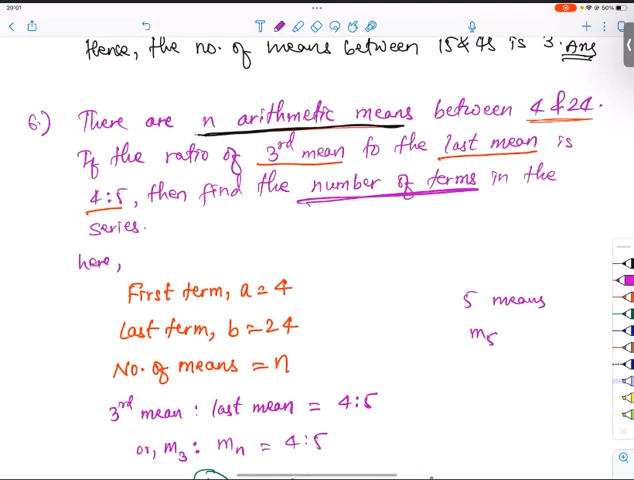 20:01
50%
Hence, the no. of means between 15 & 45 is 3. Ans
6.) There are n arithmetic means between 4 & 24.
If the ratio of 3rd mean to the last mean is
4:5, then find the number of terms in the
series.
here,
First term, a = 4
Last term, b = 24
No. of means = n
3rd mean : last mean = 4:5
or, m3 : mn = 4:5
5 means
m5